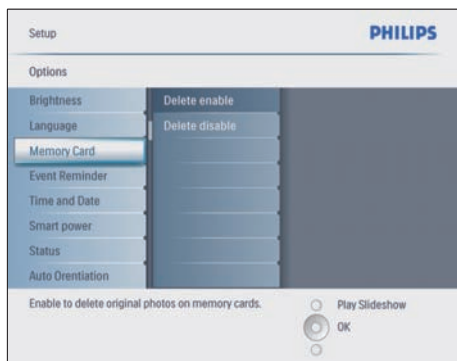 Setup
PHILIPS
Options
Brightness
Delete enable
Language
Delete disable
Memory Card
Event Reminder
Time and Date
Smart power
Status
Auto Orentiation
Enable to delete original photos on memory cards.
Play Slideshow
OK